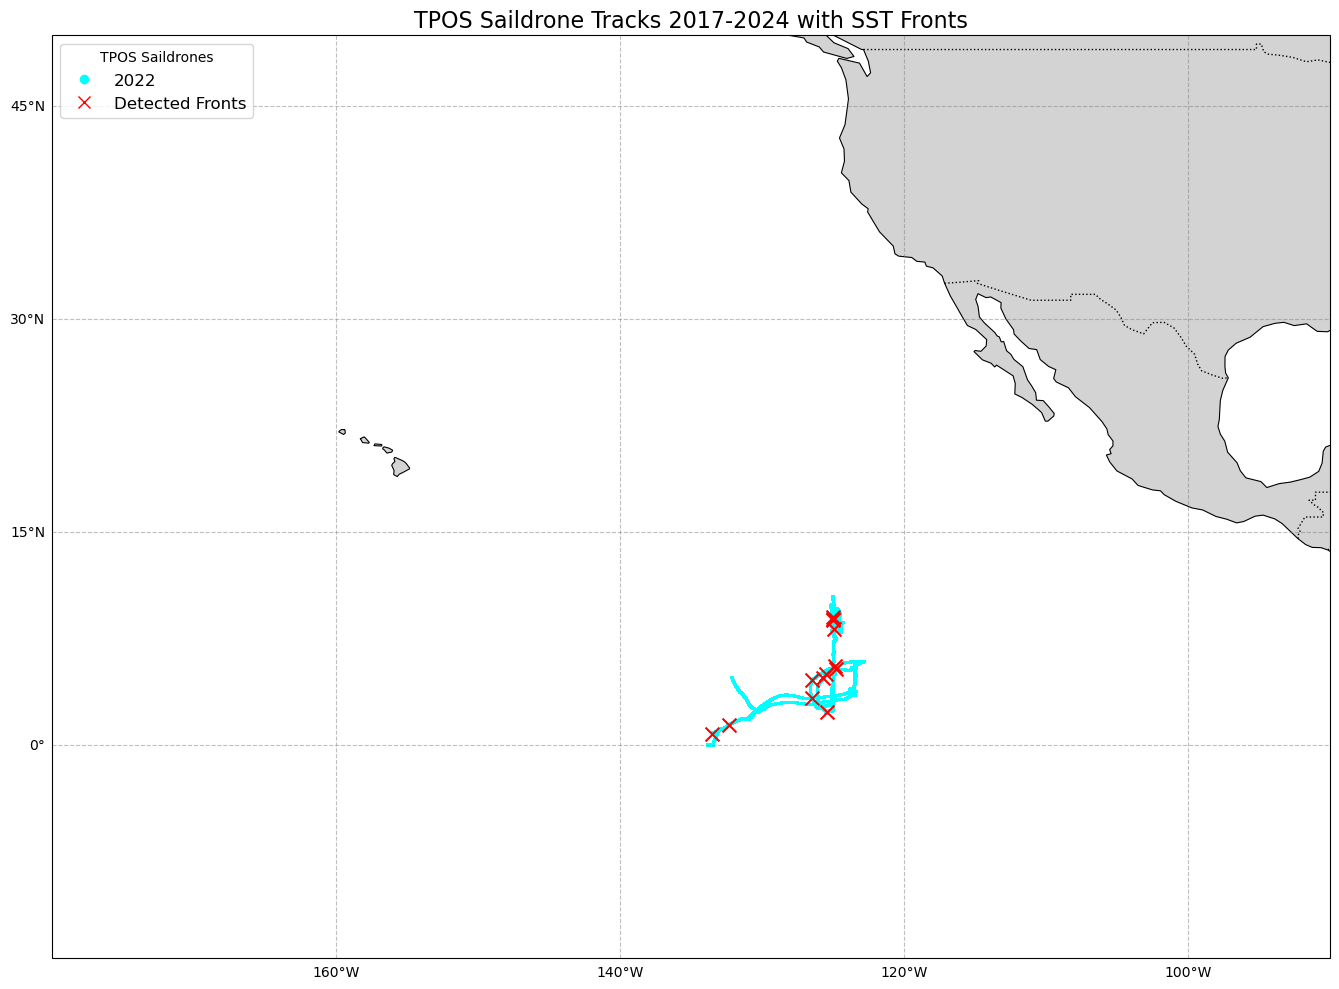 TPOS Saildrone Tracks 2017-2024 with SST Fronts
TPOS Saildrones
2022
Detected Fronts
45°N
30°N
15°N
0°
160°W
140°W
120°W
100°W